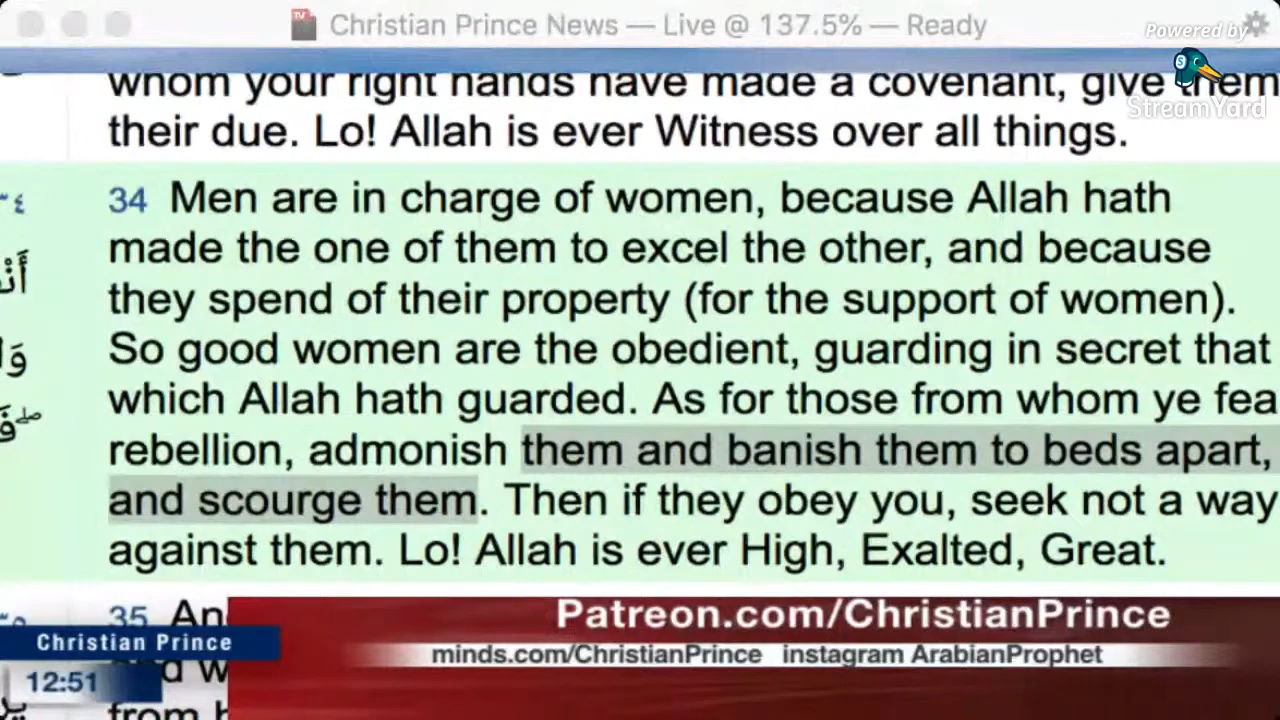 Christian Prince News — Live @ 137.5% — Ready
Powered by
StreamYard
whom your right hands have made a covenant, give them
their due. Lo! Allah is ever Witness over all things.
٣٤
34 Men are in charge of women, because Allah hath
made the one of them to excel the other, and because
they spend of their property (for the support of women).
So good women are the obedient, guarding in secret that
which Allah hath guarded. As for those from whom ye fea
rebellion, admonish them and banish them to beds apart,
and scourge them. Then if they obey you, seek not a way
against them. Lo! Allah is ever High, Exalted, Great.
35 An
Patreon.com/ChristianPrince
Christian Prince
minds.com/ChristianPrince instagram ArabianProphet
12:51
d w
from